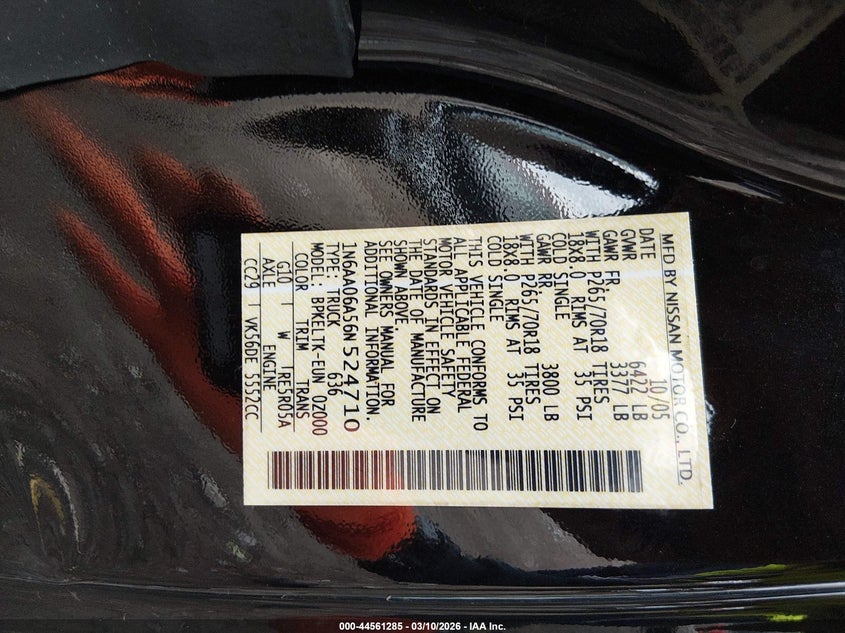 MFD BY NISSAN MOTOR CO., LTD.
DATE 10/05
GVWR 6422 LB
GAWR FR. 3377 LB
WITH P265/70R18 TIRES
18x8.0 RIMS AT 35 PSI
COLD SINGLE
GAWR RR. 3800 LB
WITH P265/70R18 TIRES
18x8.0 RIMS AT 35 PSI
COLD SINGLE
THIS VEHICLE CONFORMS TO
ALL APPLICABLE FEDERAL
MOTOR VEHICLE SAFETY
STANDARDS IN EFFECT ON
THE DATE OF MANUFACTURE
SHOWN ABOVE.
SEE OWNERS MANUAL FOR
ADDITIONAL INFORMATION.
1N6AA06A56N524710
TYPE: TRUCK 636
MODEL: BPKELTK-EUN 0Z000
COLOR TRIM TRANS
G10 W RE5R05A
AXLE ENGINE
CC29 VK56DE 5552CC
000-44561285 - 03/10/2026 - IAA Inc.